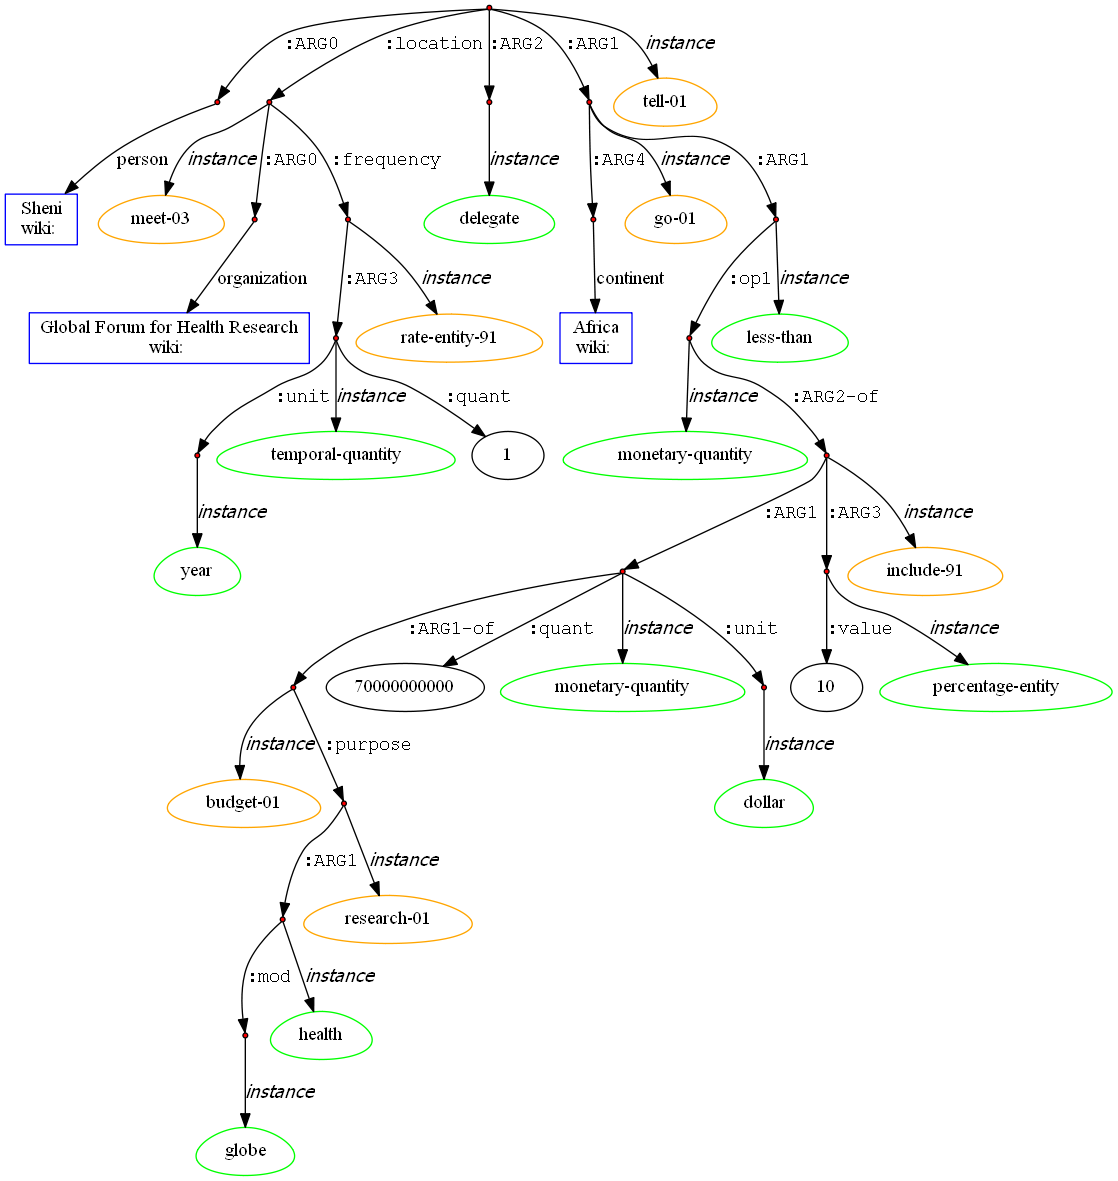 :ARG0
:location
:ARG2
:ARG1
instance
tell-01
person
instance
:ARG0
:frequency
instance
:ARG4
instance
:ARG1
Sheni
wiki:
meet-03
delegate
go-01
organization
:ARG3
instance
continent
:op1
instance
Global Forum for Health Research
wiki:
rate-entity-91
Africa
wiki:
less-than
:unit
instance
:quant
instance
:ARG2-of
temporal-quantity
1
monetary-quantity
instance
:ARG1
:ARG3
instance
year
include-91
:ARG1-of
:quant
instance
:unit
:value
instance
70000000000
monetary-quantity
10
percentage-entity
instance
:purpose
instance
budget-01
dollar
:ARG1
instance
research-01
:mod
instance
health
instance
globe